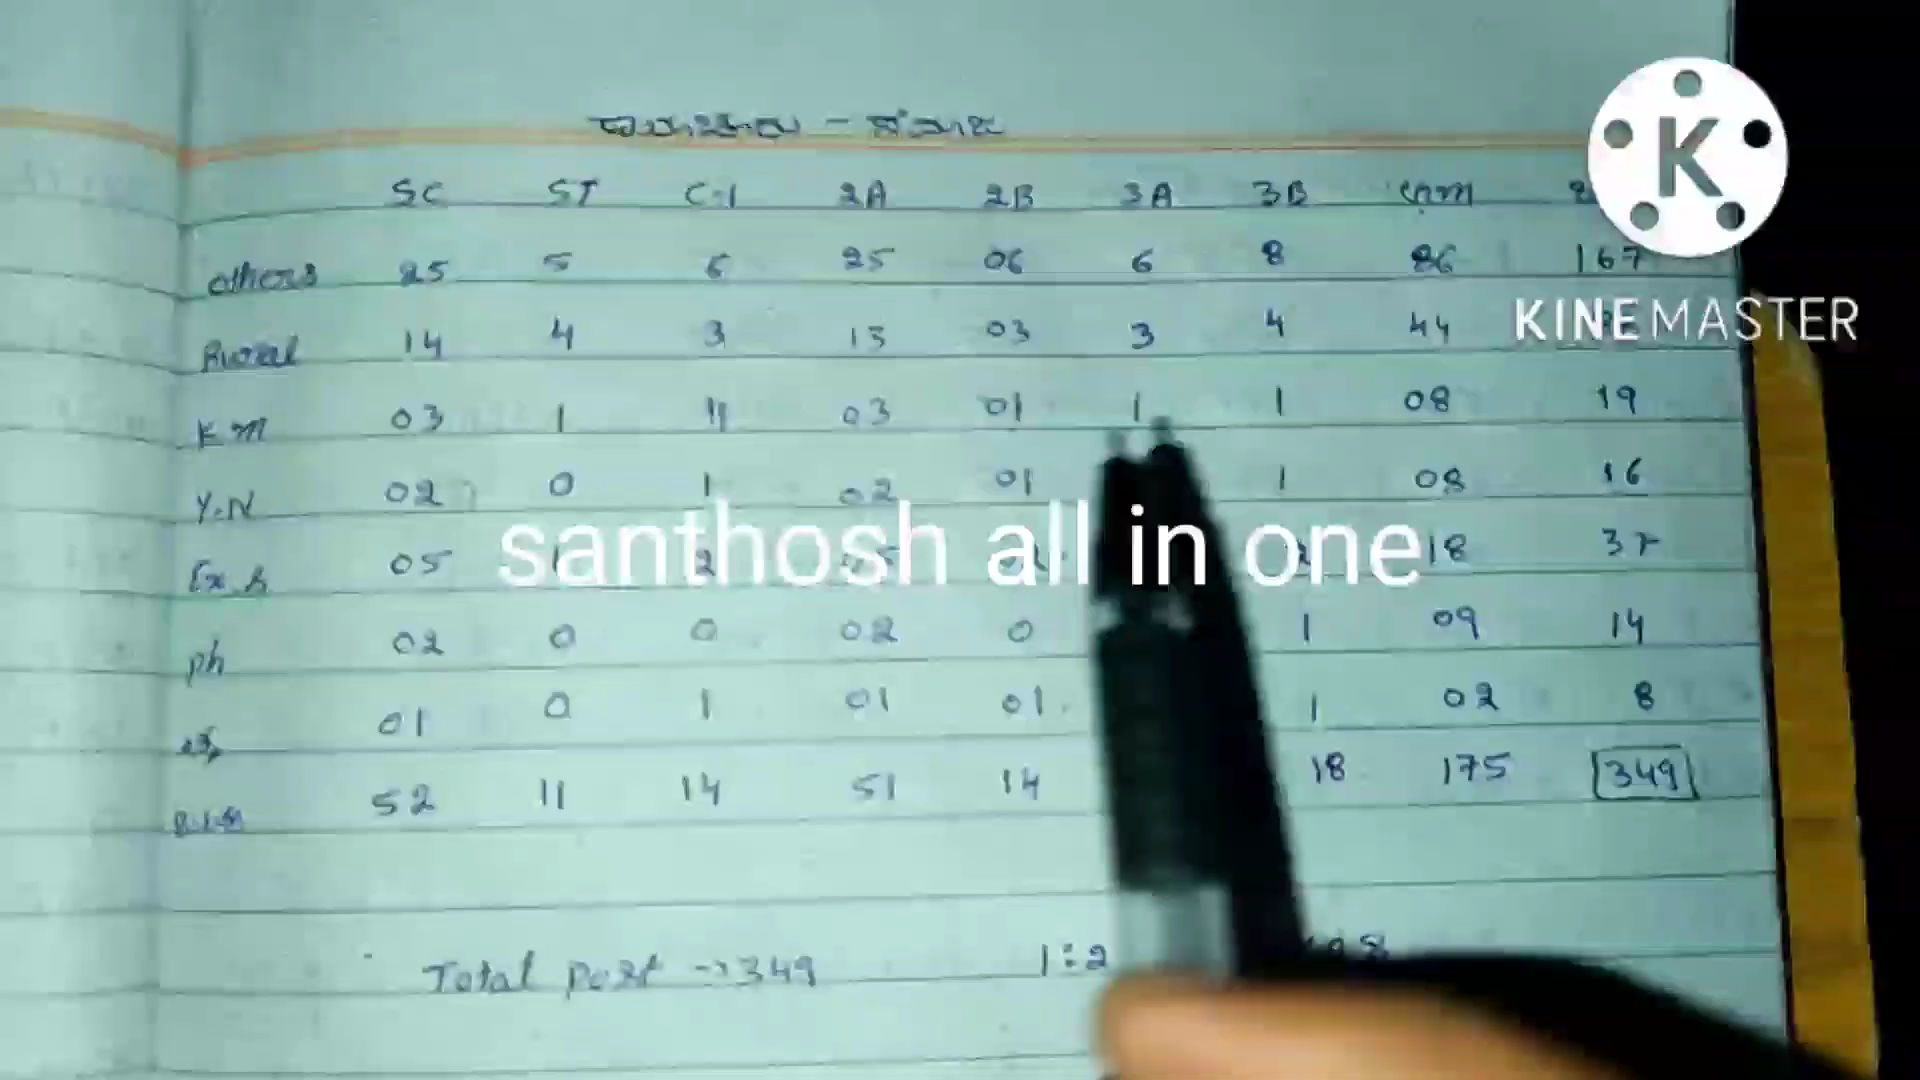 SC ST C-1 2A 2B 3A 3B GM
others 25 5 6 25 06 6 8 86 167
Rural 14 4 3 13 03 3 4 44
K.M 03 1 1 03 01 1 1 08 19
Y.N 02 0 1 02 01 1 08 16
Ex.S 05 2 18 37
ph 02 0 0 02 0 1 09 14
01 0 1 01 01 1 02 8
52 11 14 51 14 18 175 349
Total post → 349 1:2
K
KINEMASTER
santhosh all in one